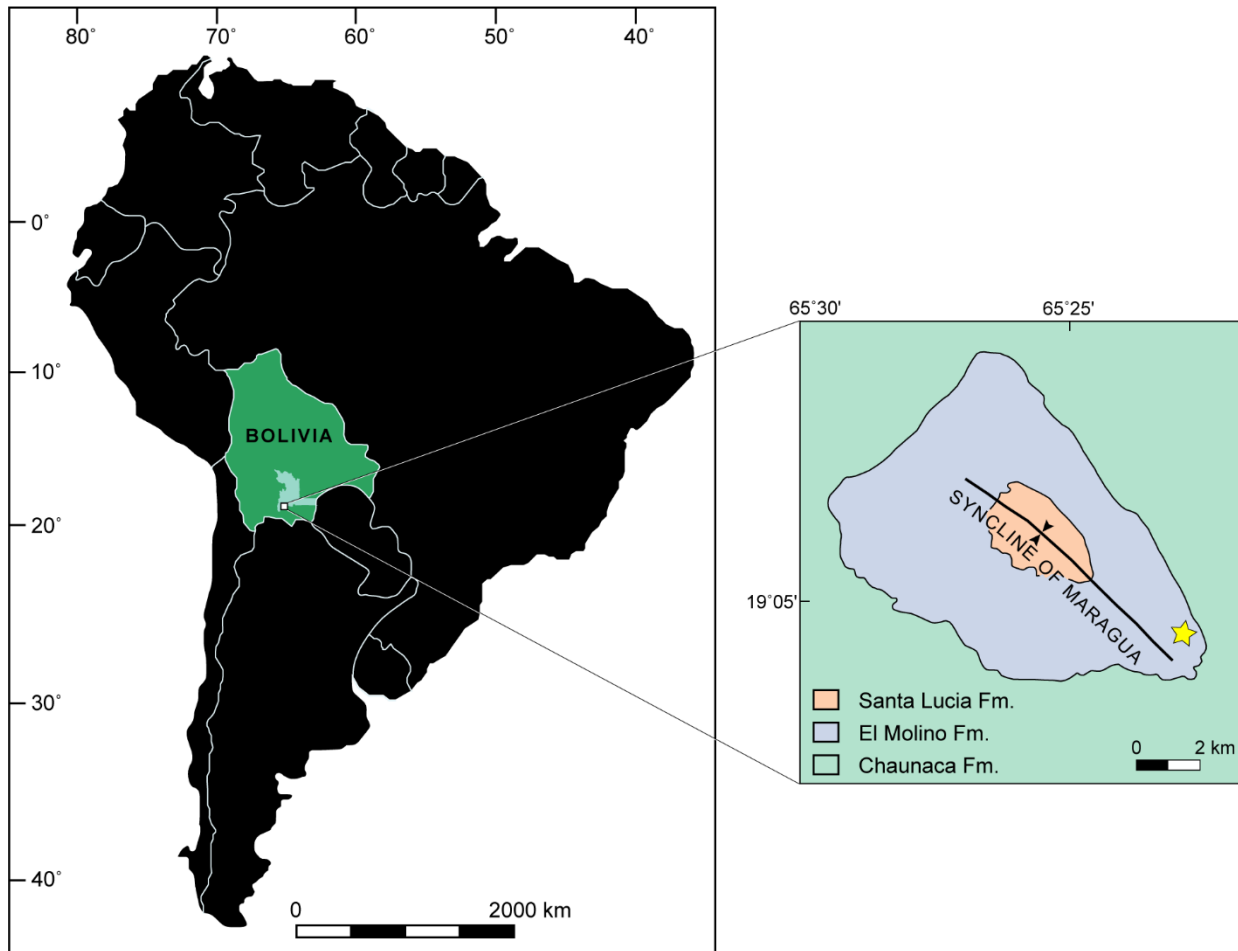 80˚ 70˚ 60˚ 50˚ 40˚
0˚
10˚
BOLIVIA
20˚
30˚
40˚
0 2000 km
65˚30' 65˚25'
19˚05'
SYNCLINE OF MARAGUA
Santa Lucia Fm.
El Molino Fm.
Chaunaca Fm.
0 2 km